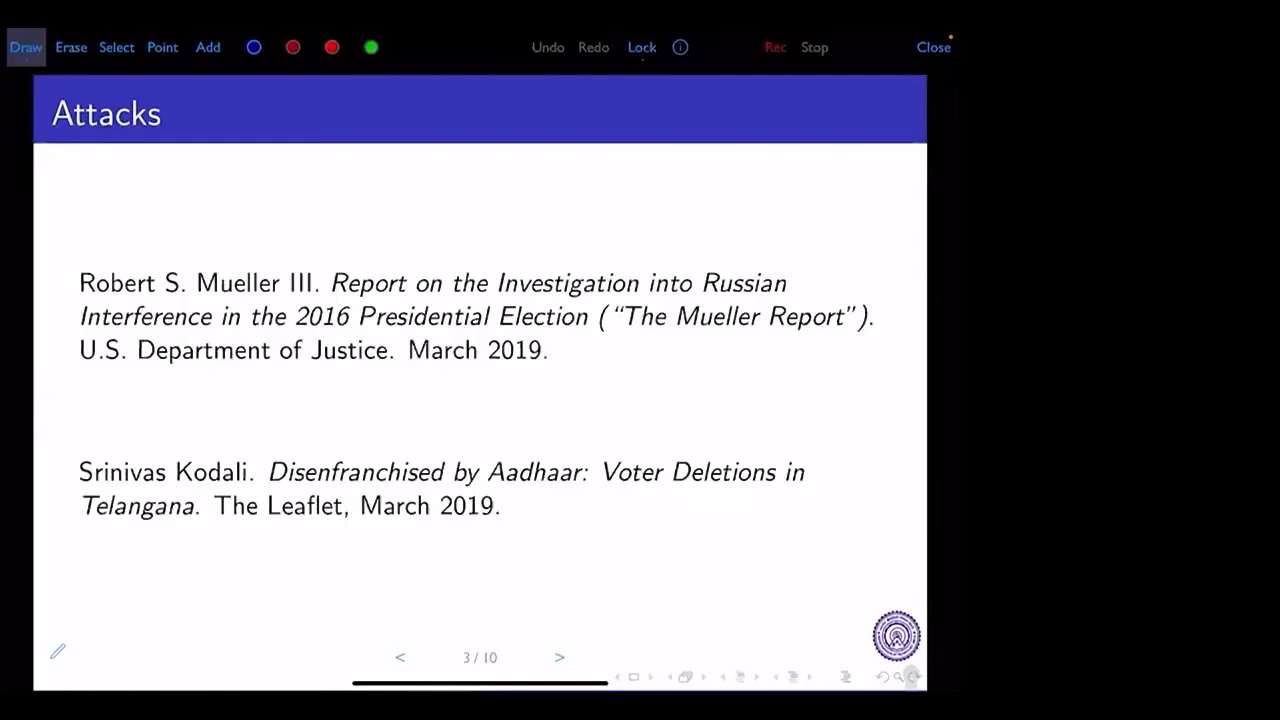 Draw Erase Select Point Add Undo Redo Lock Rec Stop Close
Attacks
Robert S. Mueller III. Report on the Investigation into Russian
Interference in the 2016 Presidential Election (“The Mueller Report”).
U.S. Department of Justice. March 2019.
Srinivas Kodali. Disenfranchised by Aadhaar: Voter Deletions in
Telangana. The Leaflet, March 2019.
< 3 / 10 >